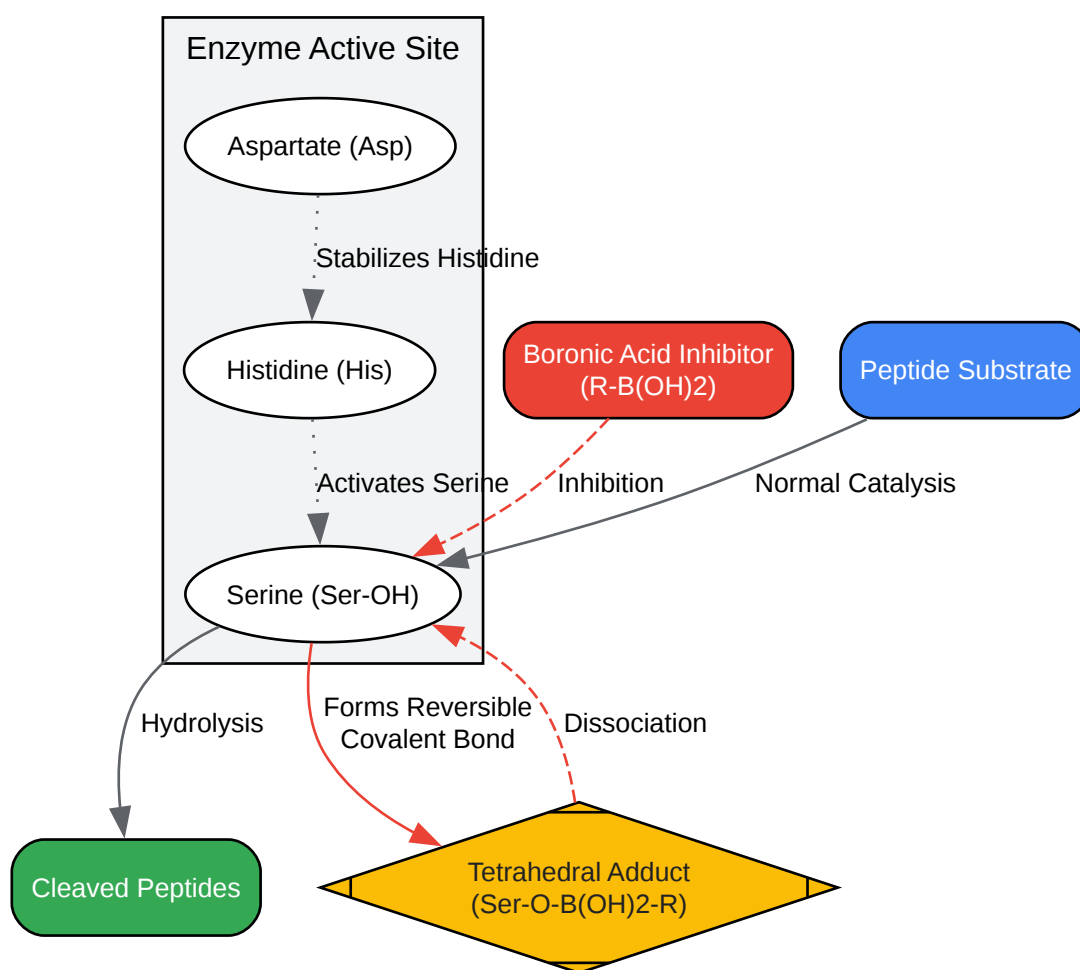 Enzyme Active Site
Aspartate (Asp)
Stabilizes Histidine
Histidine (His)
Boronic Acid Inhibitor
(R-B(OH)2)
Peptide Substrate
Activates Serine
Inhibition
Normal Catalysis
Serine (Ser-OH)
Hydrolysis
Forms Reversible
Covalent Bond
Dissociation
Cleaved Peptides
Tetrahedral Adduct
(Ser-O-B(OH)2-R)